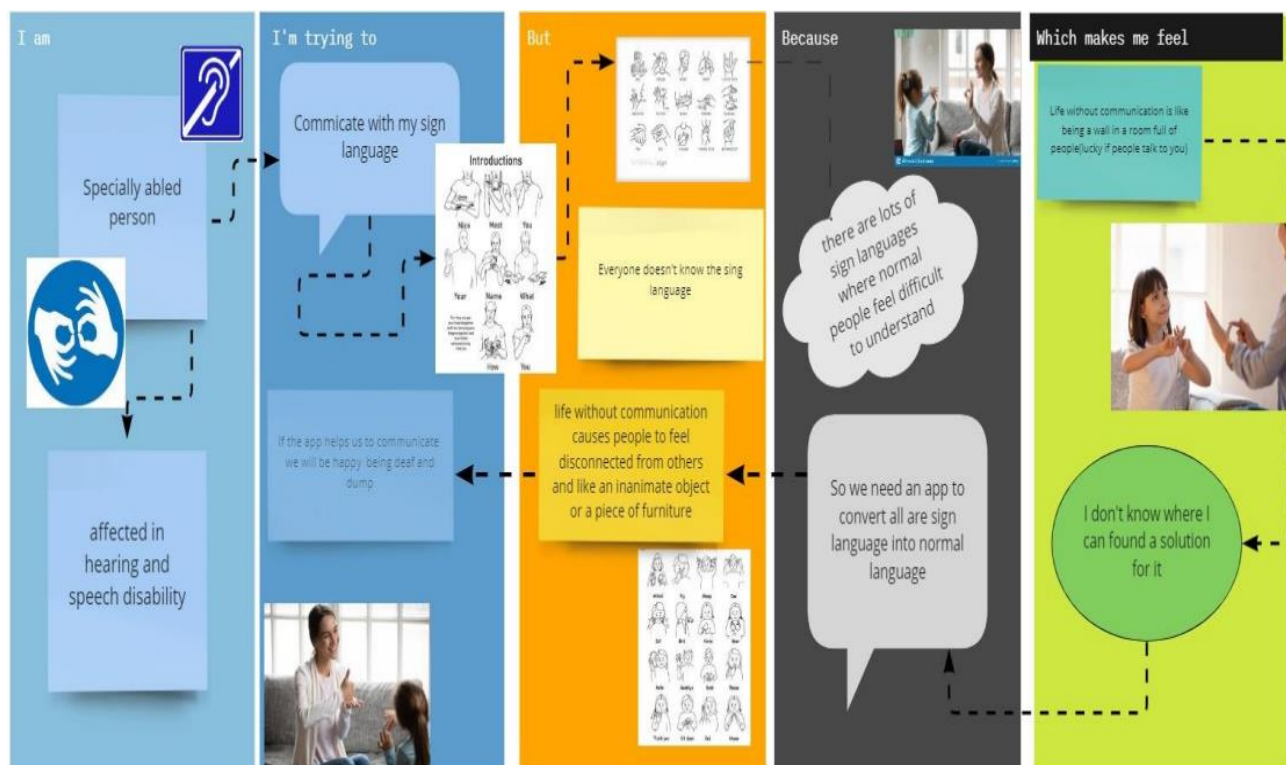 I am
Specially abled
person
affected in
hearing and
speech disability
I'm trying to
Commicate with my sign
language
Introductions
Nice
Meet
You
Your
Name
What
How
You
If the app helps us to communicate
we will be happy being deaf and
dump
But
Everyone doesn't know the sing
language
life without communication
causes people to feel
disconnected from others
and like an inanimate object
or a piece of furniture
Because
there are lots of
sign languages
where normal
people feel difficult
to understand
So we need an app to
convert all are sign
language into normal
language
Which makes me feel
Life without communication is like
being a wall in a room full of
people(lucky if people talk to you)
I don't know where I
can found a solution
for it